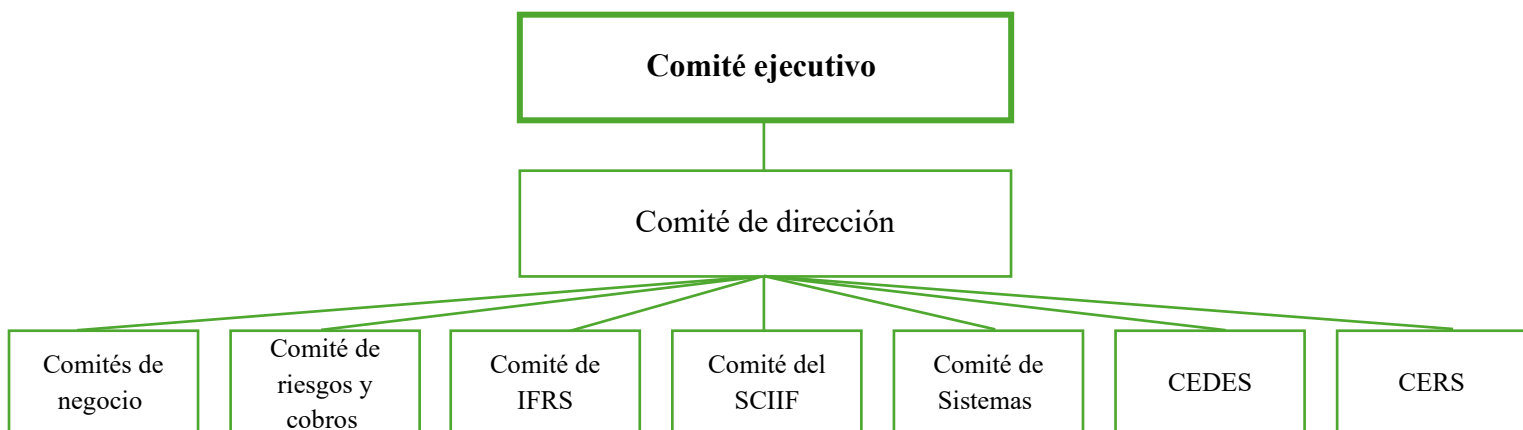 Comité ejecutivo
Comité de dirección
Comités de
negocio
Comité de
riesgos y
cobros
Comité de
IFRS
Comité del
SCIIF
Comité de
Sistemas
CEDES
CERS